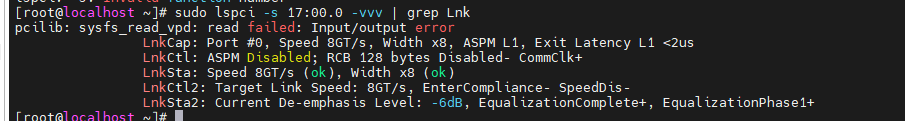 [root@localhost ~]# sudo lspci -s 17:00.0 -vvv | grep Lnk
pcilib: sysfs_read_vpd: read failed: Input/output error
LnkCap: Port #0, Speed 8GT/s, Width x8, ASPM L1, Exit Latency L1 <2us
LnkCtl: ASPM Disabled; RCB 128 bytes Disabled- CommClk+
LnkSta: Speed 8GT/s (ok), Width x8 (ok)
LnkCtl2: Target Link Speed: 8GT/s, EnterCompliance- SpeedDis-
LnkSta2: Current De-emphasis Level: -6dB, EqualizationComplete+, EqualizationPhase1+
[root@localhost ~]#